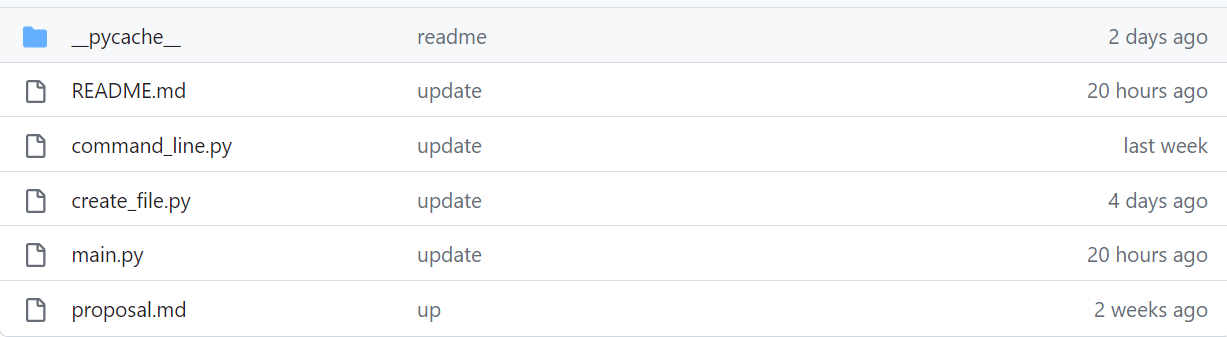 __pycache__ readme 2 days ago
README.md update 20 hours ago
command_line.py update last week
create_file.py update 4 days ago
main.py update 20 hours ago
proposal.md up 2 weeks ago